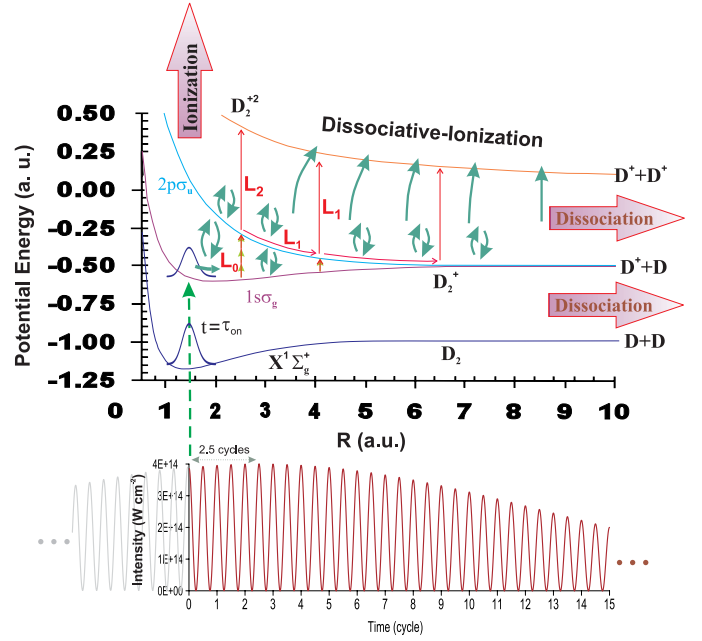 Ionization
D₂⁺²
Dissociative-Ionization
0.50
0.25
0.00
-0.25
-0.50
-0.75
-1.00
-1.25
Potential Energy (a. u.)
2pσᵤ
L₂
L₁
L₁
L₀
D⁺+D⁺
Dissociation
D⁺+D
D₂⁺
1sσg
Dissociation
t=τₒₙ
D+D
X¹Σg⁺
D₂
0 1 2 3 4 5 6 7 8 9 10
R (a.u.)
2.5 cycles
4E+14
3E+14
2E+14
1E+14
0E+00
Intensity (W cm⁻²)
0 1 2 3 4 5 6 7 8 9 10 11 12 13 14 15
Time (cycle)